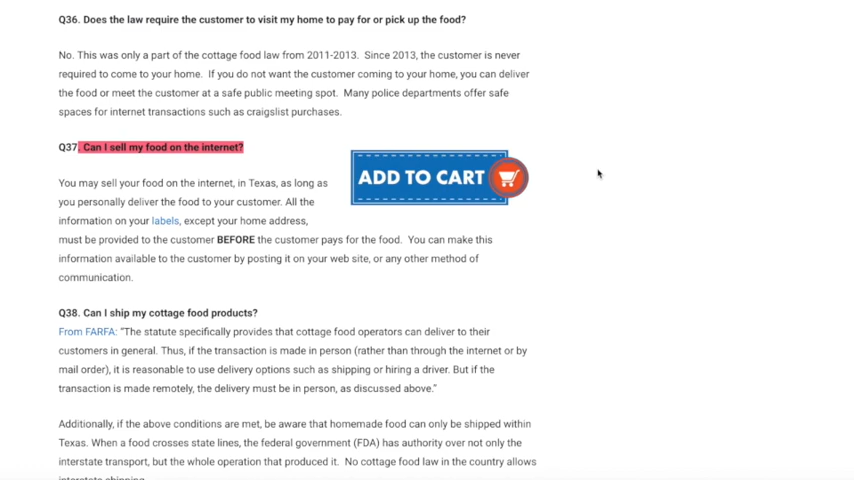 Q36. Does the law require the customer to visit my home to pay for or pick up the food?
No. This was only a part of the cottage food law from 2011-2013. Since 2013, the customer is never
required to come to your home. If you do not want the customer coming to your home, you can deliver
the food or meet the customer at a safe public meeting spot. Many police departments offer safe
spaces for internet transactions such as craigslist purchases.
Q37. Can I sell my food on the internet?
ADD TO CART
You may sell your food on the internet, in Texas, as long as
you personally deliver the food to your customer. All the
information on your labels, except your home address,
must be provided to the customer BEFORE the customer pays for the food. You can make this
information available to the customer by posting it on your web site, or any other method of
communication.
Q38. Can I ship my cottage food products?
From FARFA: “The statute specifically provides that cottage food operators can deliver to their
customers in general. Thus, if the transaction is made in person (rather than through the internet or by
mail order), it is reasonable to use delivery options such as shipping or hiring a driver. But if the
transaction is made remotely, the delivery must be in person, as discussed above.”
Additionally, if the above conditions are met, be aware that homemade food can only be shipped within
Texas. When a food crosses state lines, the federal government (FDA) has authority over not only the
interstate transport, but the whole operation that produced it. No cottage food law in the country allows
interstate shipping.